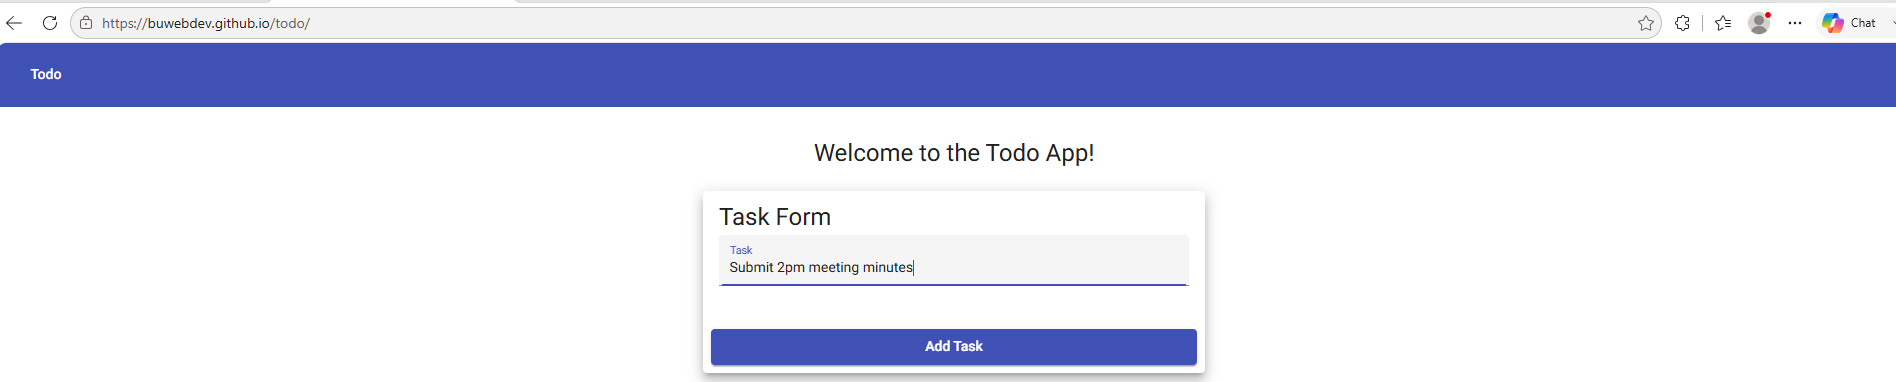 https://buwebdev.github.io/todo/
Chat
Todo
Welcome to the Todo App!
Task Form
Task
Submit 2pm meeting minutes
Add Task